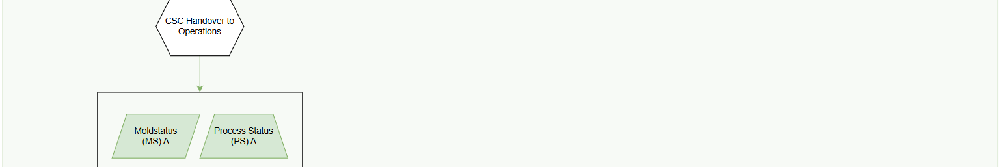 CSC Handover to
Operations
Moldstatus
(MS) A
Process Status
(PS) A